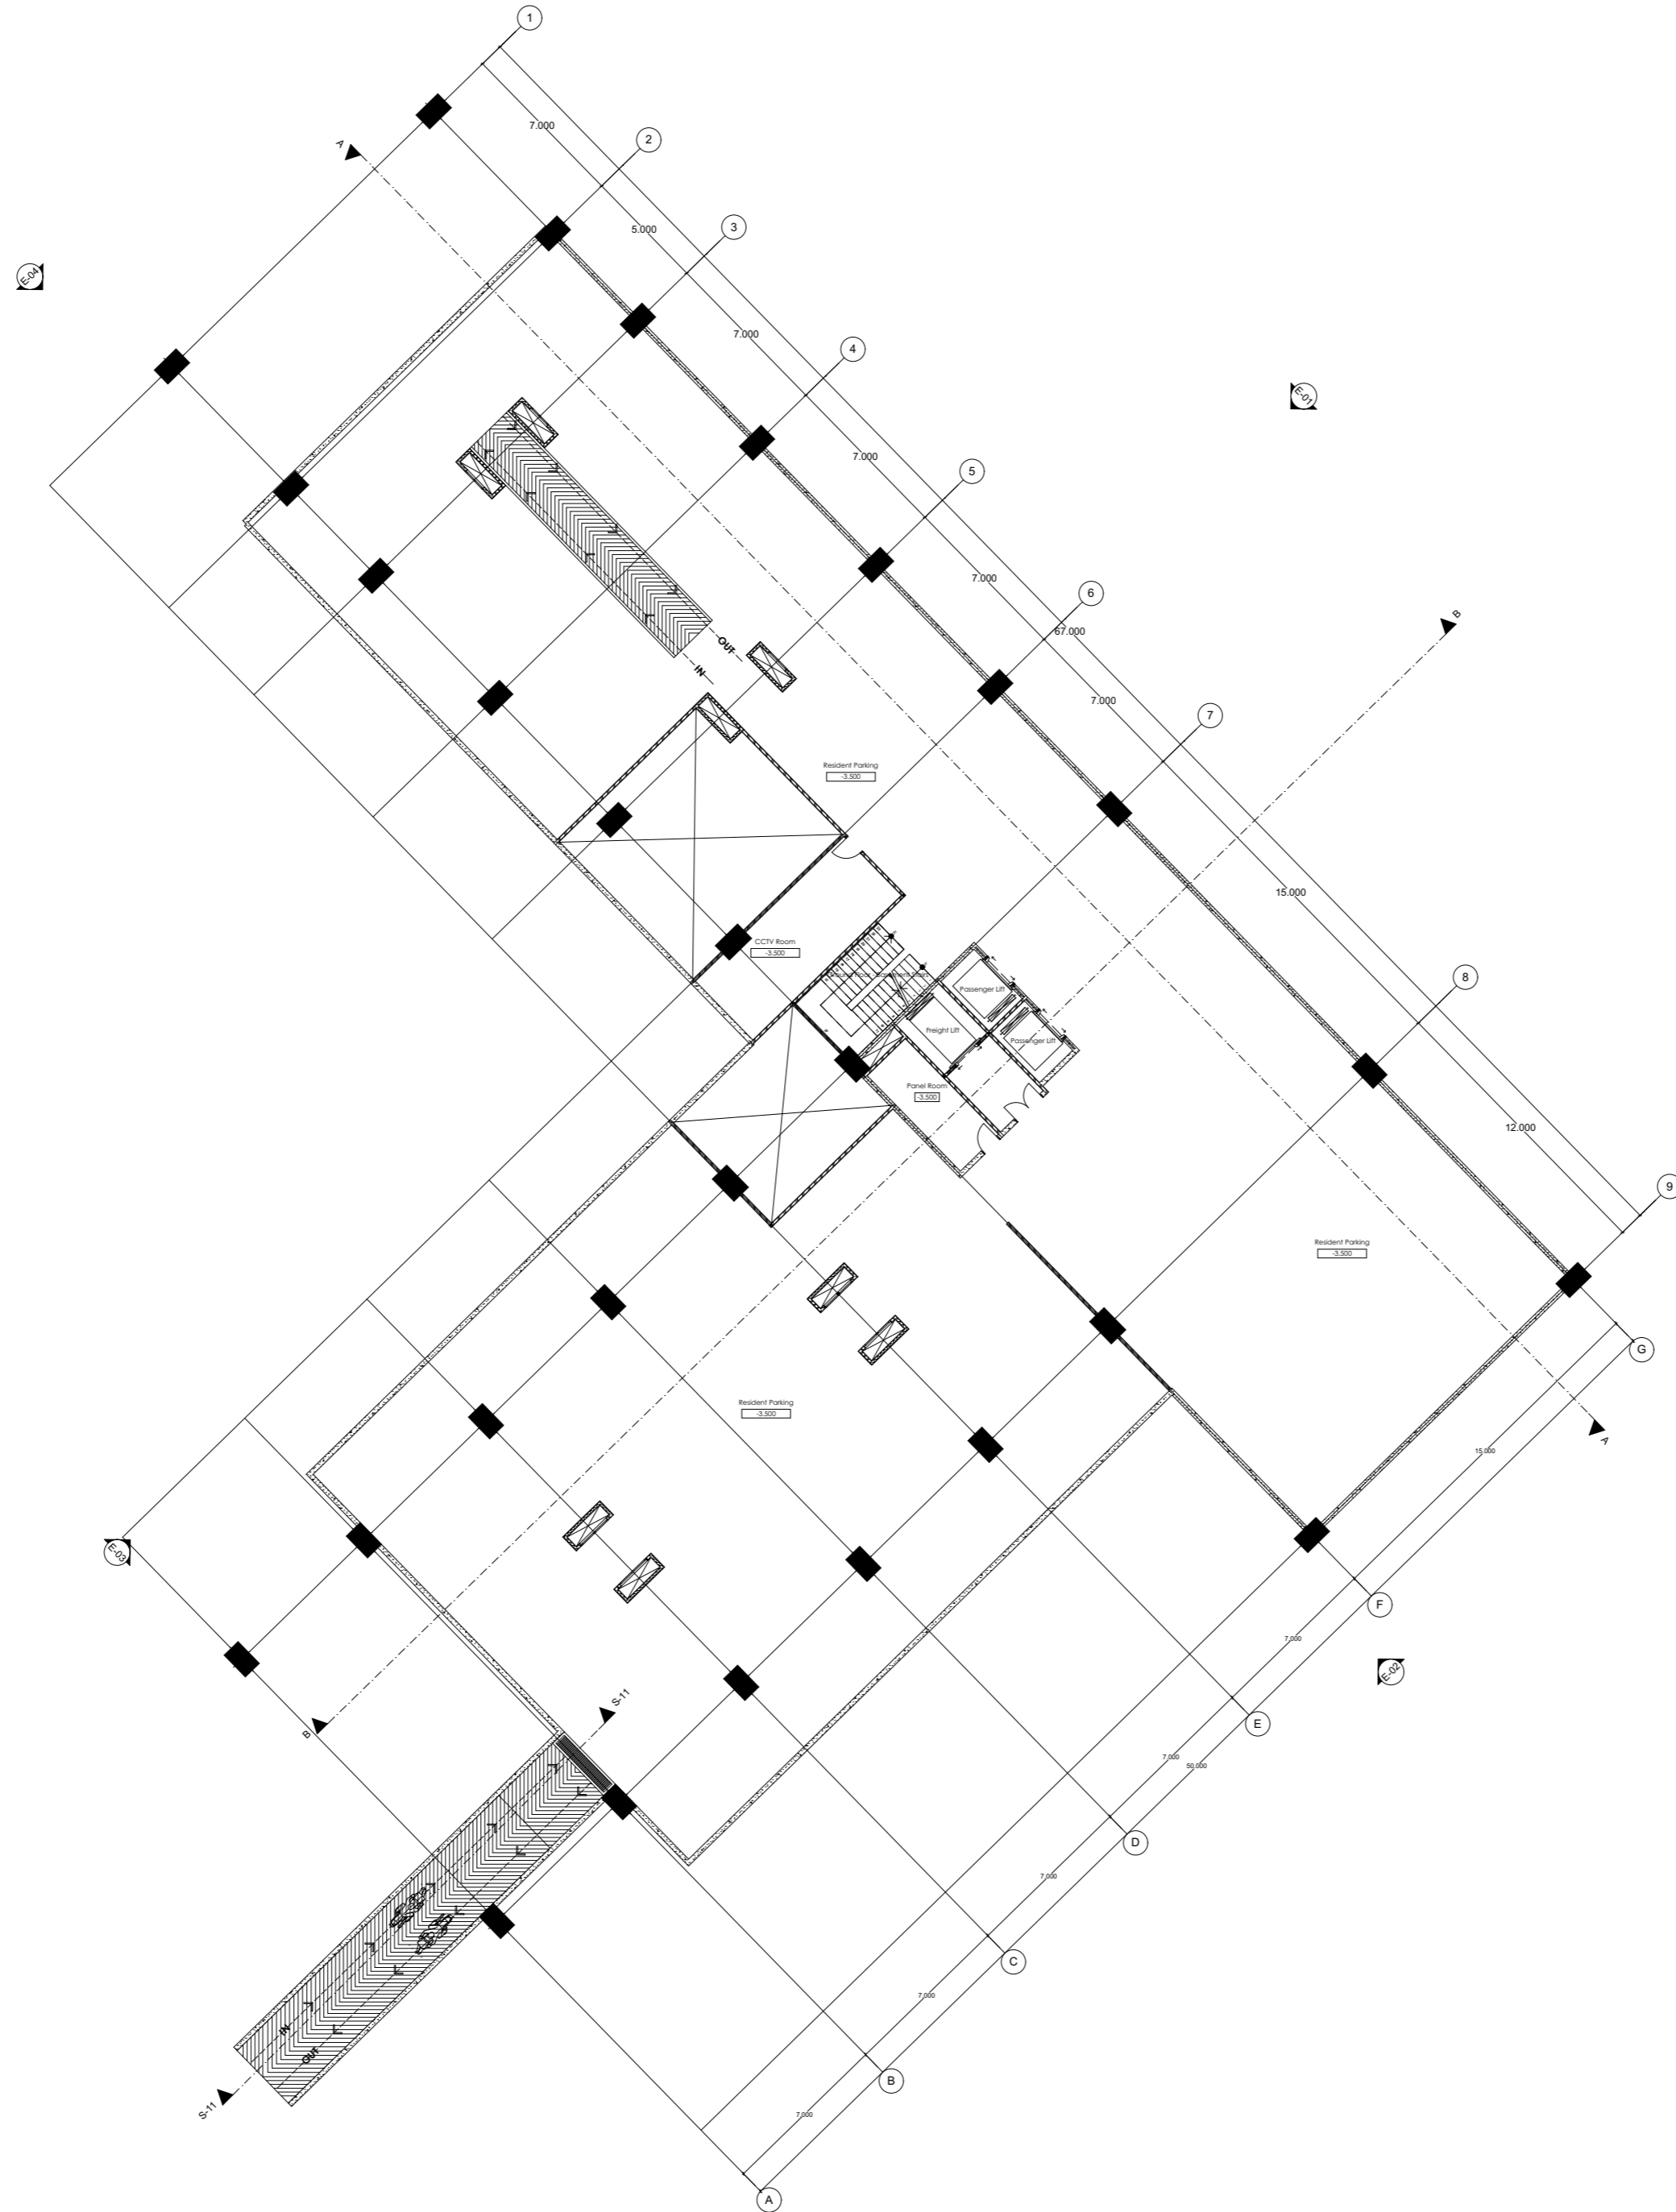 1
7.000
2
A
5.000
3
E-04
7.000
4
E-01
7.000
5
7.000
6
B
67.000
OUT
IN
7.000
7
Resident Parking
-3.500
15.000
CCTV Room
-3.500
8
Passenger Lift
Freight Lift
Passenger Lift
Panel Room
-3.500
12.000
9
Resident Parking
-3.500
G
Resident Parking
-3.500
A
15.000
E-03
F
7.000
E-02
S-11
B
E
7.000
50.000
D
7.000
C
7.000
IN
OUT
B
S-11
7.000
A